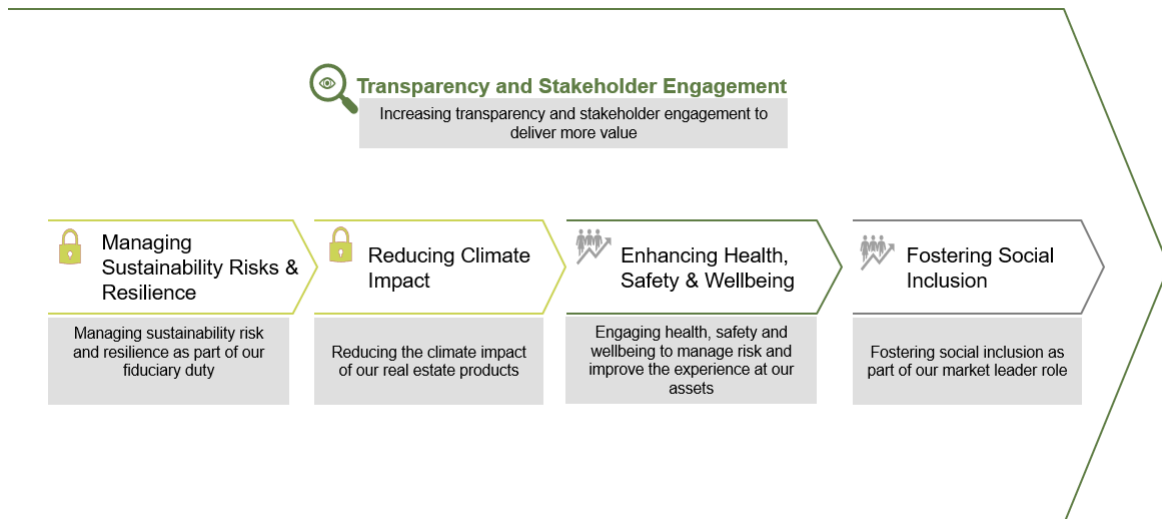 Transparency and Stakeholder Engagement
Increasing transparency and stakeholder engagement to
deliver more value
Managing
Sustainability Risks &
Resilience
Managing sustainability risk
and resilience as part of our
fiduciary duty
Reducing Climate
Impact
Reducing the climate impact
of our real estate products
Enhancing Health,
Safety & Wellbeing
Engaging health, safety and
wellbeing to manage risk and
improve the experience at our
assets
Fostering Social
Inclusion
Fostering social inclusion as
part of our market leader role